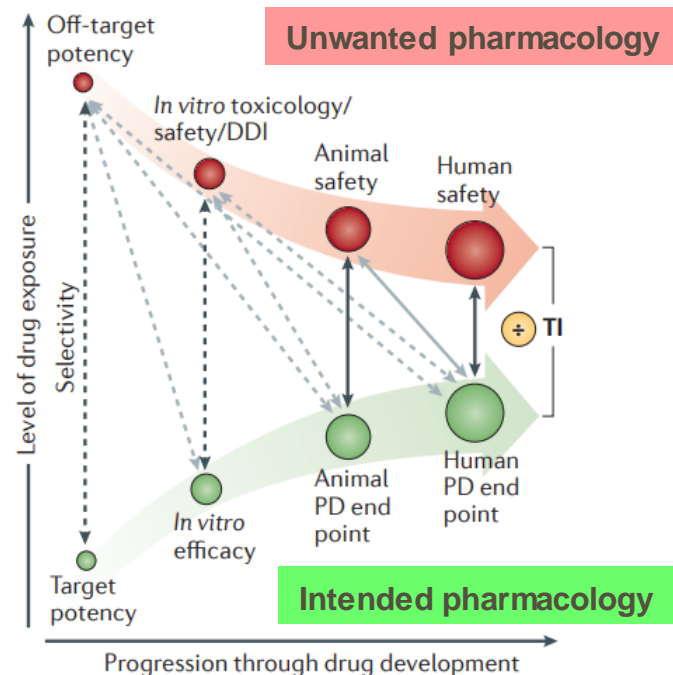 Unwanted pharmacology
Off-target
potency
In vitro toxicology/
safety/DDI
Animal
safety
Human
safety
Level of drug exposure
Selectivity
÷ TI
Target
potency
In vitro
efficacy
Animal
PD end
point
Human
PD end
point
Intended pharmacology
Progression through drug development